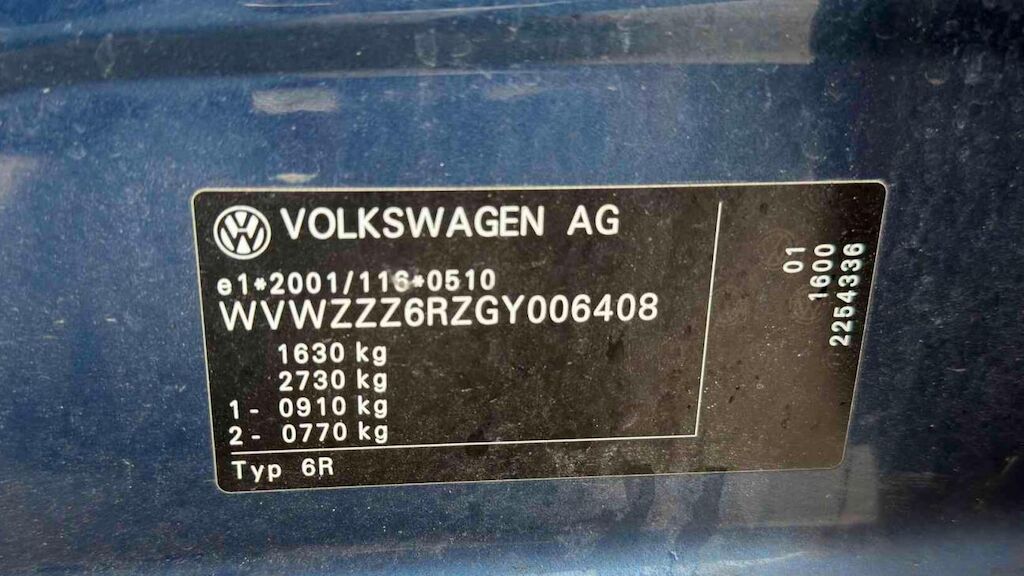 VOLKSWAGEN AG
e1*2001/116*0510
WVWZZZ6RZGY006408
1630 kg
2730 kg
1- 0910 kg
2- 0770 kg
Typ 6R
01
1600
2254336